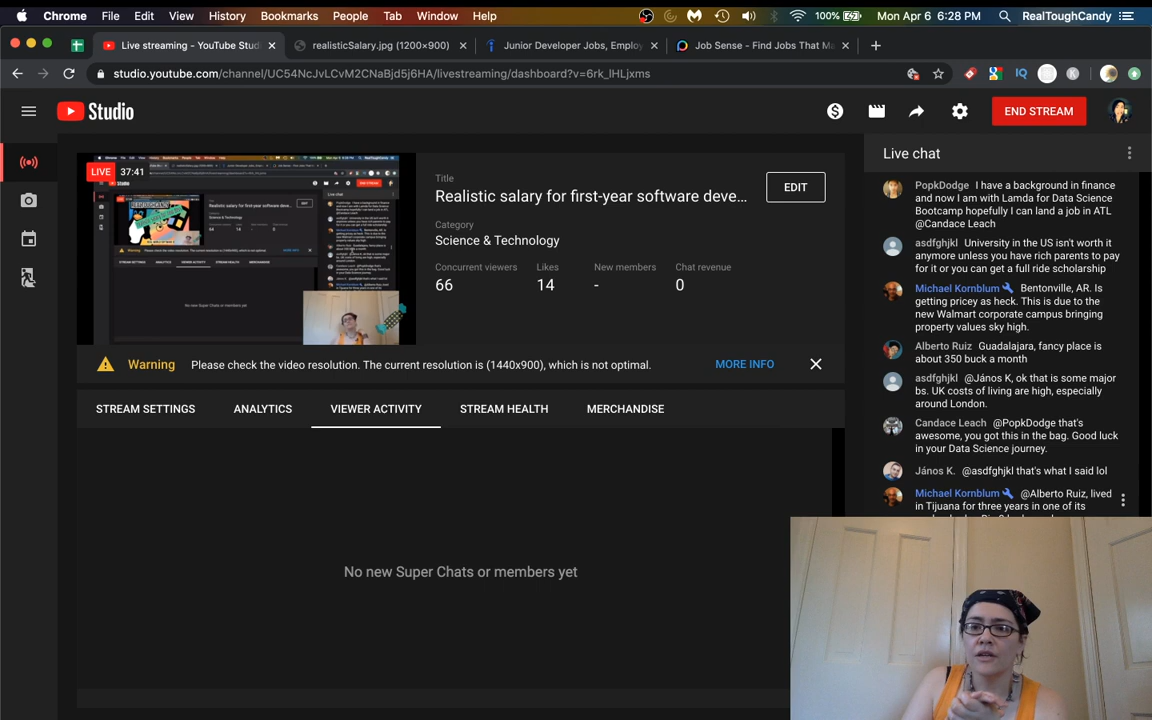 Chrome File Edit View History Bookmarks People Tab Window Help 100% Mon Apr 6 6:28 PM RealToughCandy
Live streaming - YouTube Stud realisticSalary.jpg (1200×900) Junior Developer Jobs, Employ Job Sense - Find Jobs That Ma
studio.youtube.com/channel/UC54NcJvLCvM2CNaBjd5j6HA/livestreaming/dashboard?v=6rk_lHLjxms
Studio
END STREAM
LIVE 37:41
Title
Realistic salary for first-year software deve...
EDIT
Category
Science & Technology
Concurrent viewers Likes New members Chat revenue
66 14 - 0
Warning Please check the video resolution. The current resolution is (1440x900), which is not optimal. MORE INFO
STREAM SETTINGS ANALYTICS VIEWER ACTIVITY STREAM HEALTH MERCHANDISE
No new Super Chats or members yet
Live chat
PopkDodge I have a background in finance
and now I am with Lamda for Data Science
Bootcamp hopefully I can land a job in ATL
@Candace Leach
asdfghjkl University in the US isn't worth it
anymore unless you have rich parents to pay
for it or you can get a full ride scholarship
Michael Kornblum Bentonville, AR. Is
getting pricey as heck. This is due to the
new Walmart corporate campus bringing
property values sky high.
Alberto Ruiz Guadalajara, fancy place is
about 350 buck a month
asdfghjkl @János K, ok that is some major
bs. UK costs of living are high, especially
around London.
Candace Leach @PopkDodge that's
awesome, you got this in the bag. Good luck
in your Data Science journey.
János K. @asdfghjkl that's what I said lol
Michael Kornblum @Alberto Ruiz, lived
in Tijuana for three years in one of its